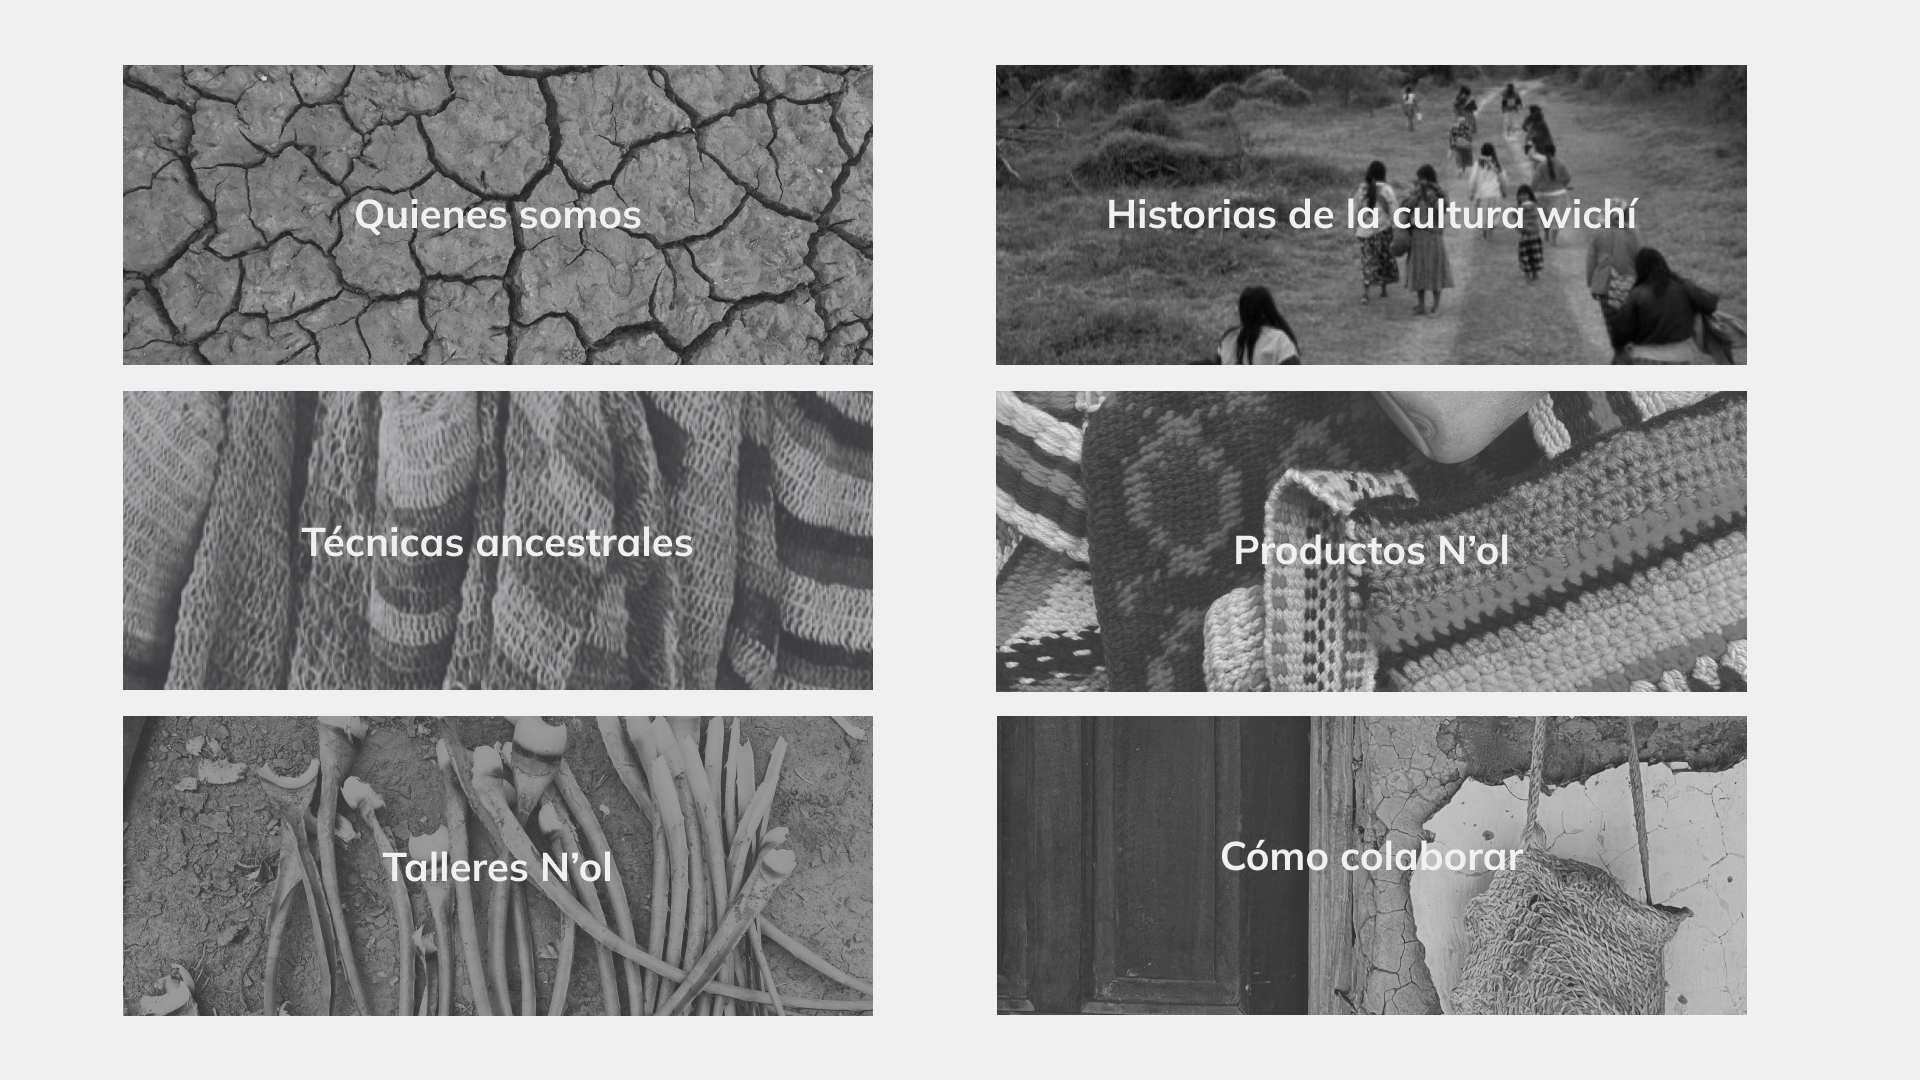 Quienes somos
Historias de la cultura wichí
Técnicas ancestrales
Productos N’ol
Talleres N’ol
Cómo colaborar